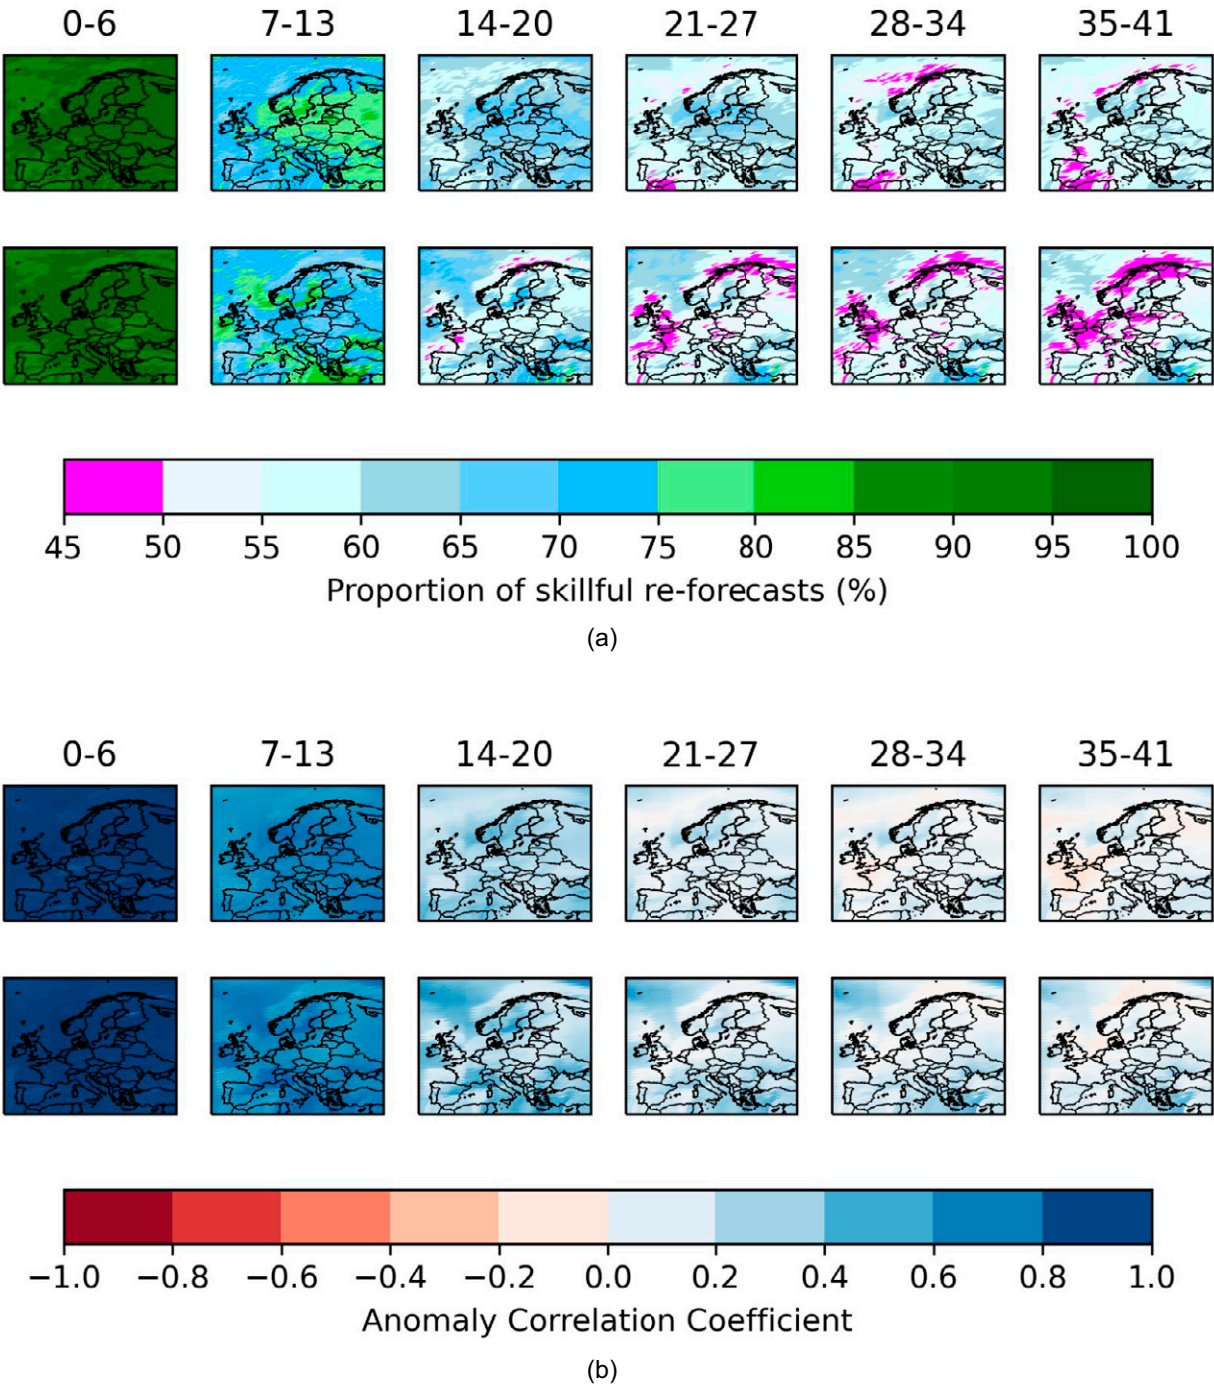 0-6 7-13 14-20 21-27 28-34 35-41
45 50 55 60 65 70 75 80 85 90 95 100
Proportion of skillful re-forecasts (%)
(a)
0-6 7-13 14-20 21-27 28-34 35-41
−1.0 −0.8 −0.6 −0.4 −0.2 0.0 0.2 0.4 0.6 0.8 1.0
Anomaly Correlation Coefficient
(b)